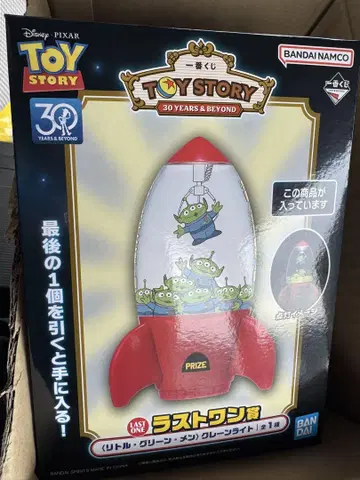 Disney PIXAR
TOY
STORY
30
YEARS & BEYOND
一番くじ
TOY STORY
30 YEARS & BEYOND
BANDAI NAMCO
一番くじ
この商品が
入っています
最後の1個を引くと手に入る!
PRIZE
LAST ONE
ラストワン賞
〈リトル・グリーン・メン〉クレーンライト 全1種
BAN
DAI